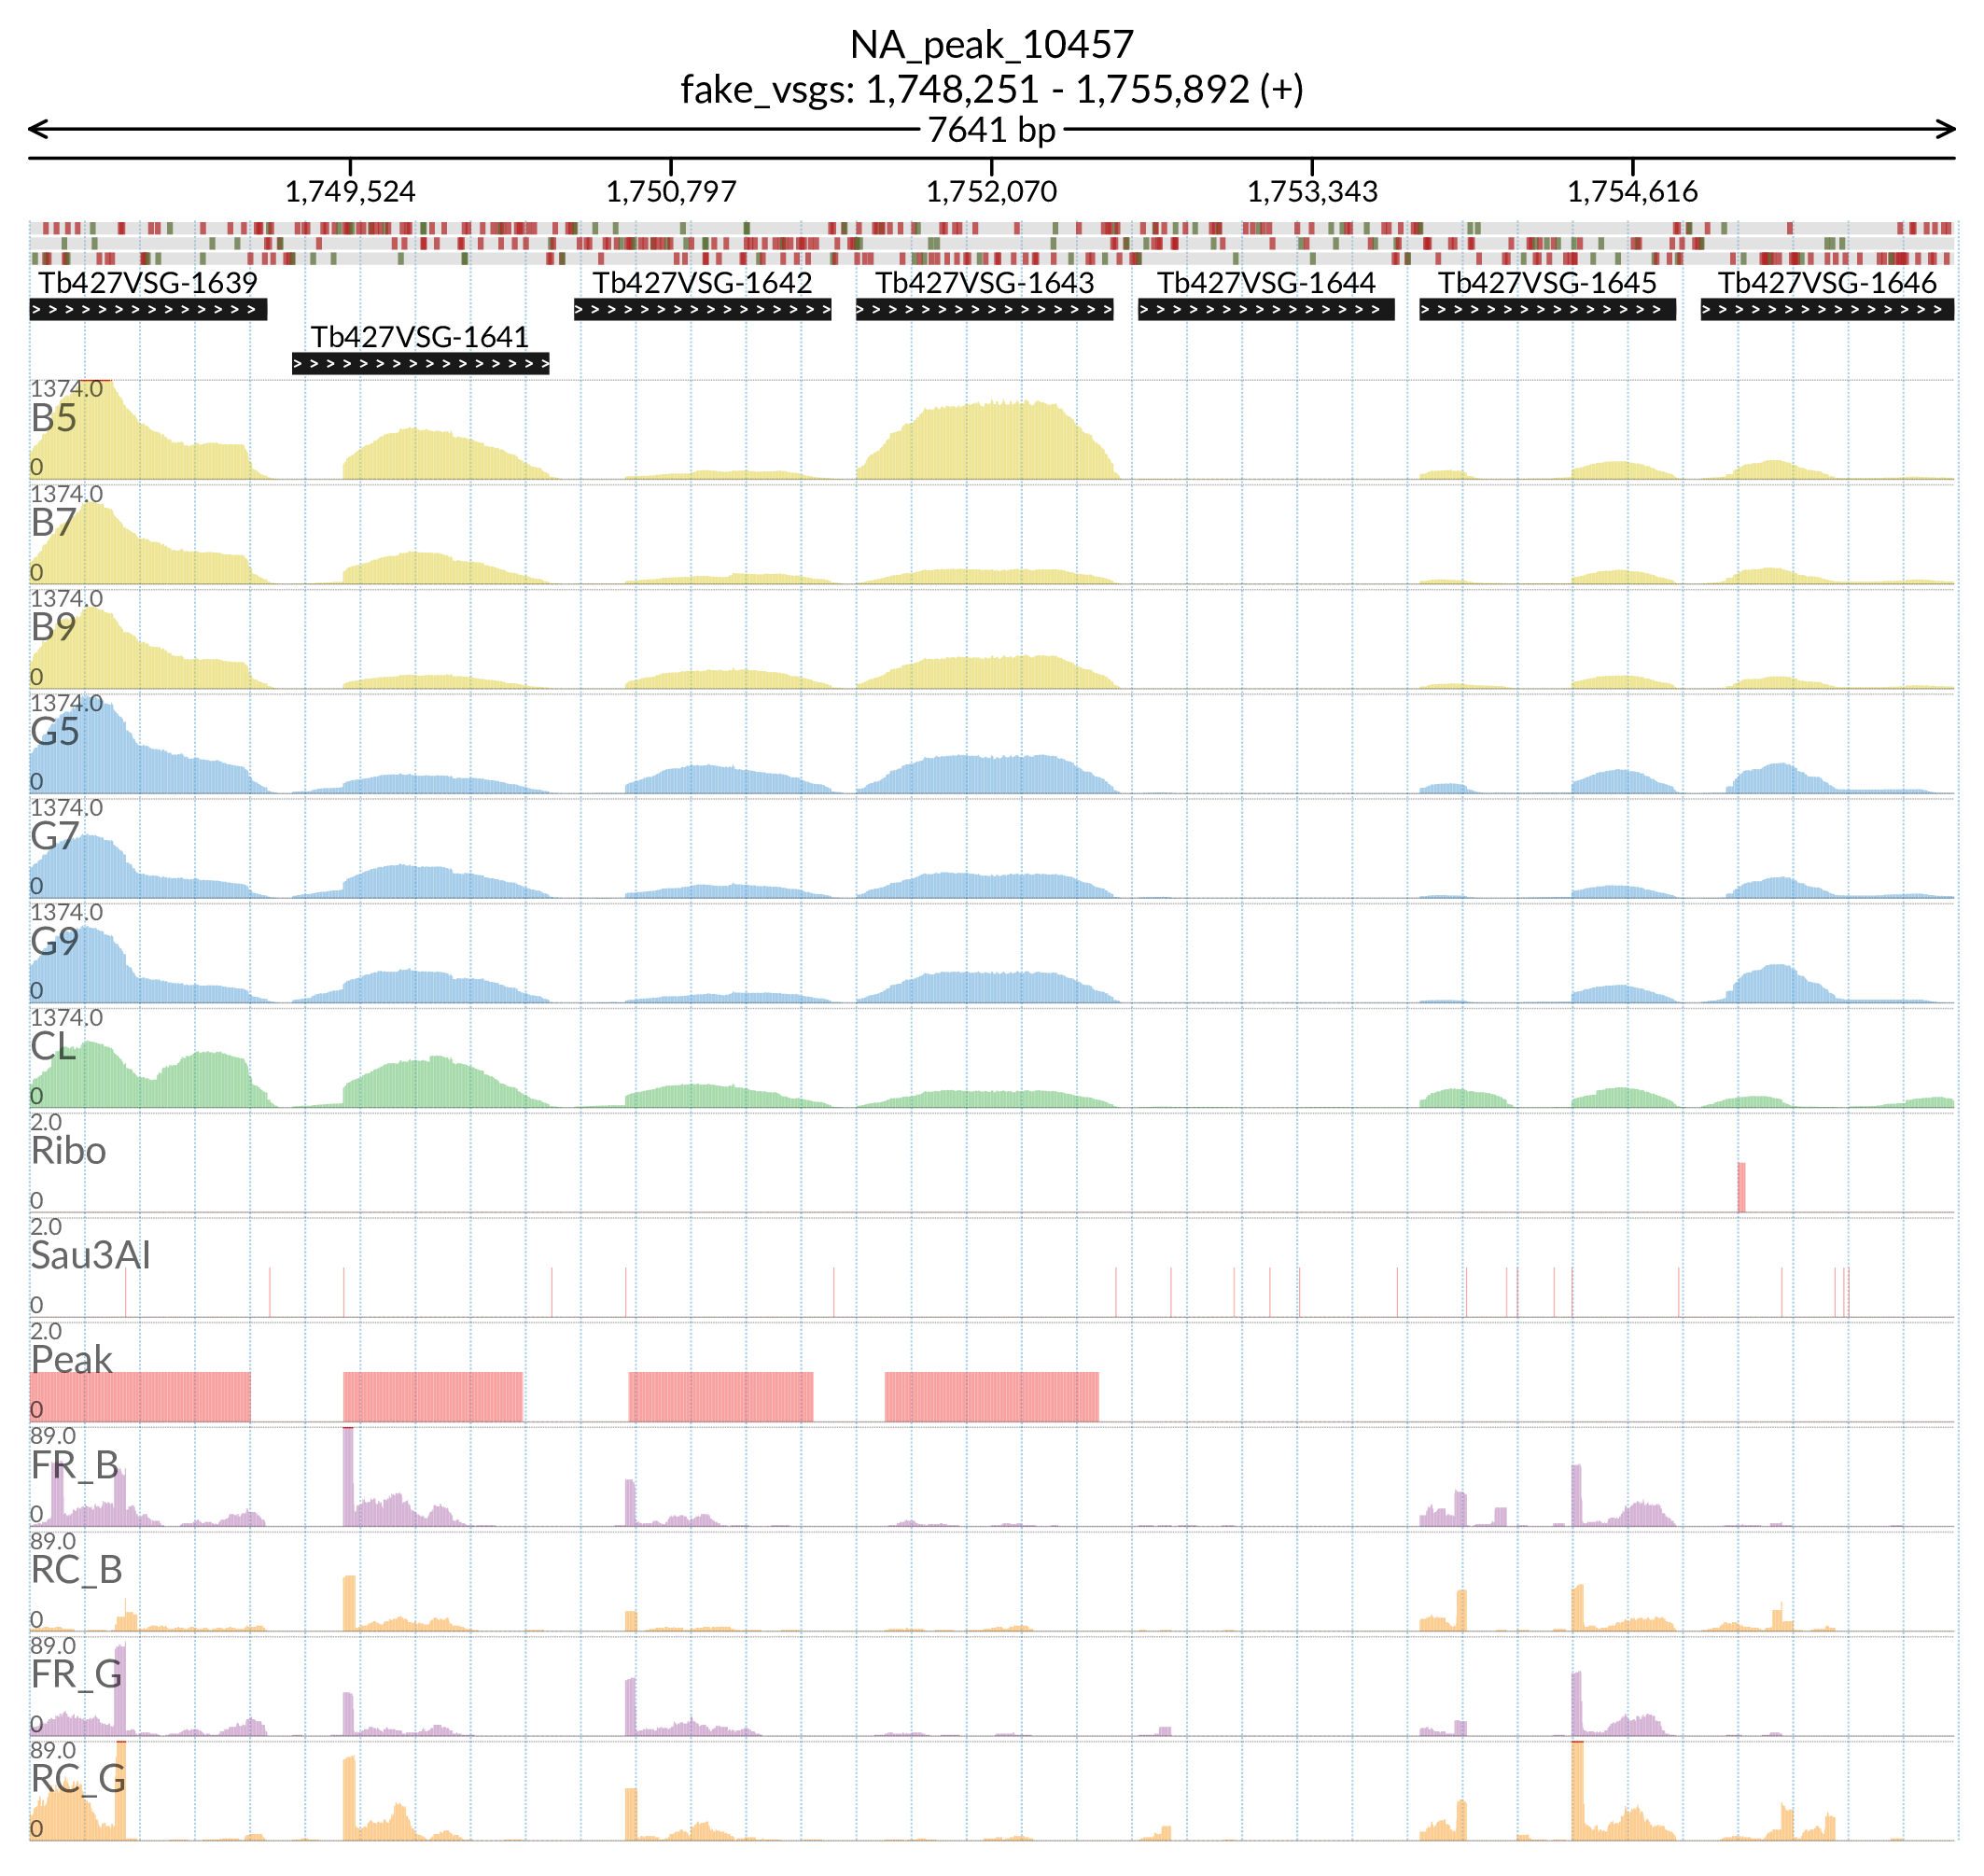 NA_peak_10457
fake_vsgs: 1,748,251 - 1,755,892 (+)
7641 bp
1,749,524 1,750,797 1,752,070 1,753,343 1,754,616
Tb427VSG-1639 Tb427VSG-1642 Tb427VSG-1643 Tb427VSG-1644 Tb427VSG-1645 Tb427VSG-1646
Tb427VSG-1641
1374.0
B5
0
1374.0
B7
0
1374.0
B9
0
1374.0
G5
0
1374.0
G7
0
1374.0
G9
0
1374.0
CL
0
2.0
Ribo
0
2.0
Sau3AI
0
2.0
Peak
0
89.0
FR_B
0
89.0
RC_B
0
89.0
FR_G
0
89.0
RC_G
0